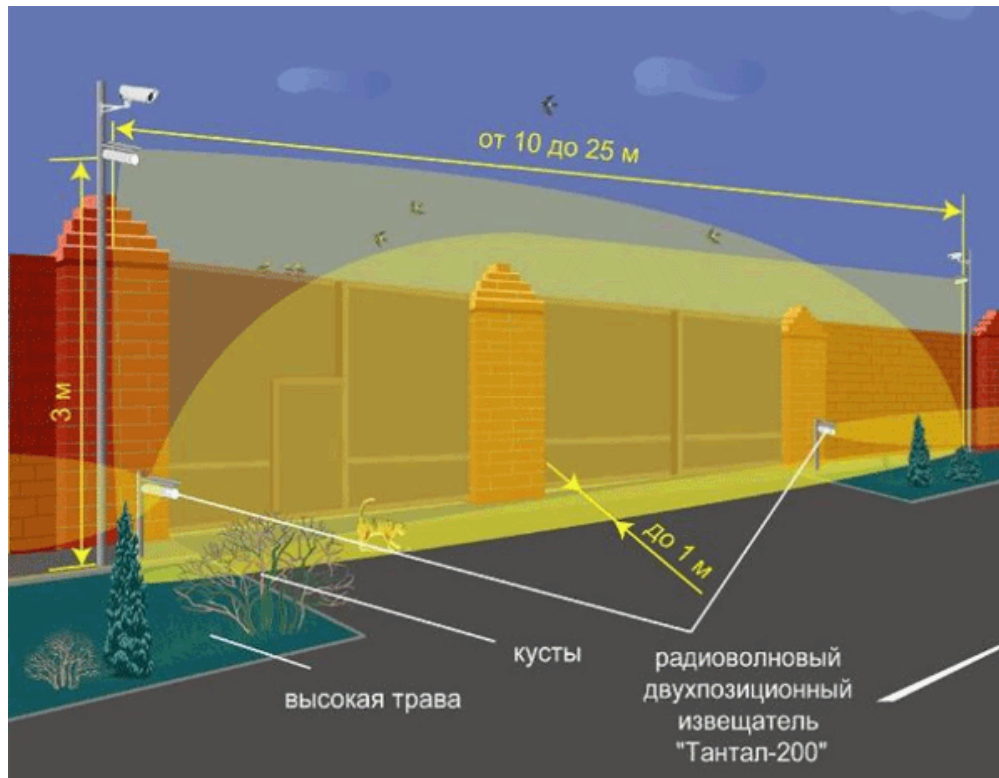 от 10 до 25 м
3 м
до 1 м
кусты
высокая трава
радиоволновый
двухпозиционный
извещатель
"Тантал-200"